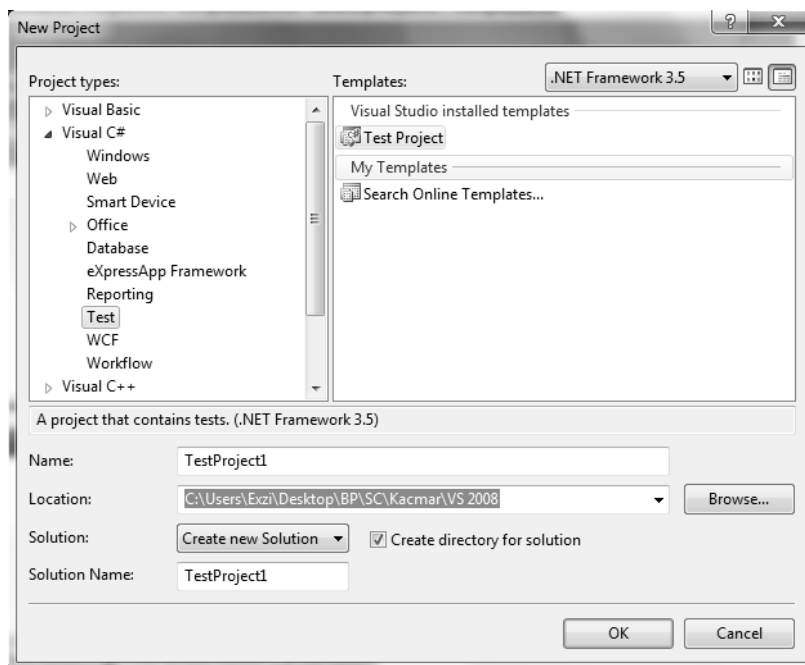 New Project
Project types:
Templates:
.NET Framework 3.5
Visual Basic
Visual C#
Windows
Web
Smart Device
Office
Database
eXpressApp Framework
Reporting
Test
WCF
Workflow
Visual C++
Visual Studio installed templates
Test Project
My Templates
Search Online Templates...
A project that contains tests. (.NET Framework 3.5)
Name:
TestProject1
Location:
C:\Users\Exzi\Desktop\BP\SC\Kacmar\VS 2008
Browse...
Solution:
Create new Solution
Create directory for solution
Solution Name:
TestProject1
OK
Cancel